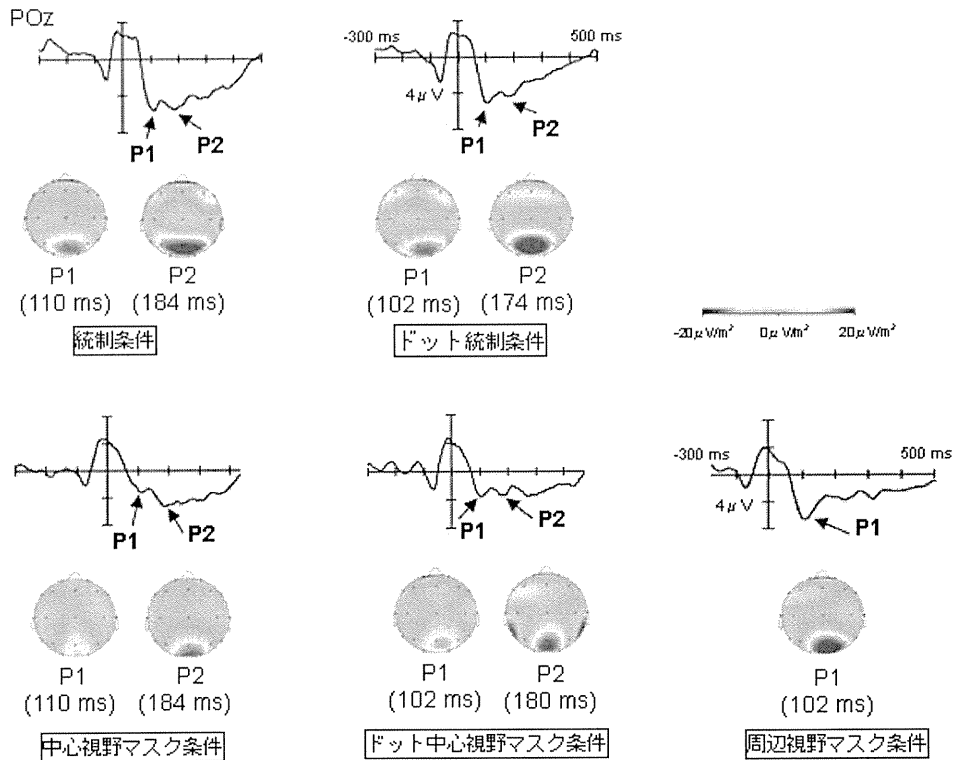 POz
P1
P2
P1
(110 ms)
P2
(184 ms)
統制条件
-300 ms
500 ms
4μV
P1
P2
P1
(102 ms)
P2
(174 ms)
ドット統制条件
-20μV/m² 0μV/m² 20μV/m²
P1
P2
P1
(110 ms)
P2
(184 ms)
中心視野マスク条件
P1
P2
P1
(102 ms)
P2
(180 ms)
ドット中心視野マスク条件
-300 ms
500 ms
4μV
P1
P1
(102 ms)
周辺視野マスク条件